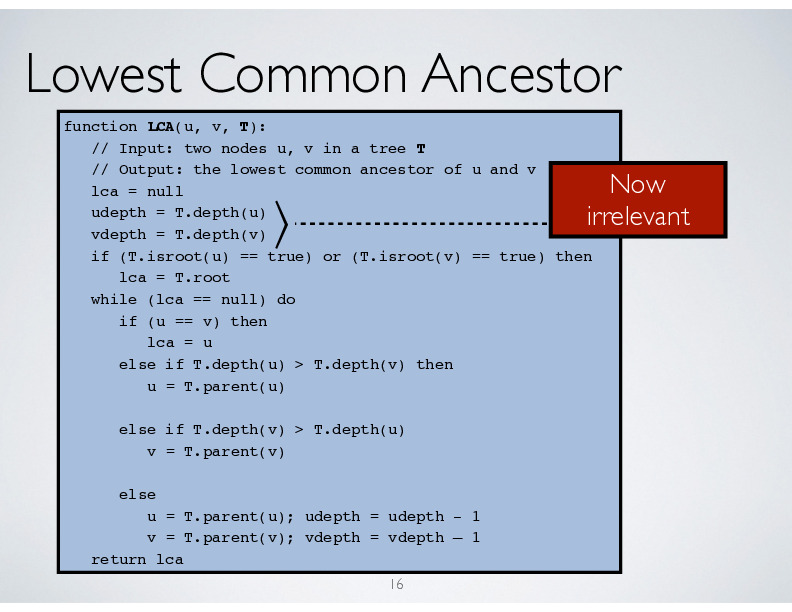 Lowest Common Ancestor
function LCA(u, v, T):
// Input: two nodes u, v in a tree T
// Output: the lowest common ancestor of u and v
lca = null
udepth = T.depth(u)
vdepth = T.depth(v)
Now
irrelevant
if (T.isroot(u) == true) or (T.isroot(v) == true) then
lca = T.root
while (lca == null) do
if (u == v) then
lca = u
else if T.depth(u) > T.depth(v) then
u = T.parent(u)
else if T.depth(v) > T.depth(u)
v = T.parent(v)
else
u = T.parent(u); udepth = udepth - 1
v = T.parent(v); vdepth = vdepth – 1
return lca
16